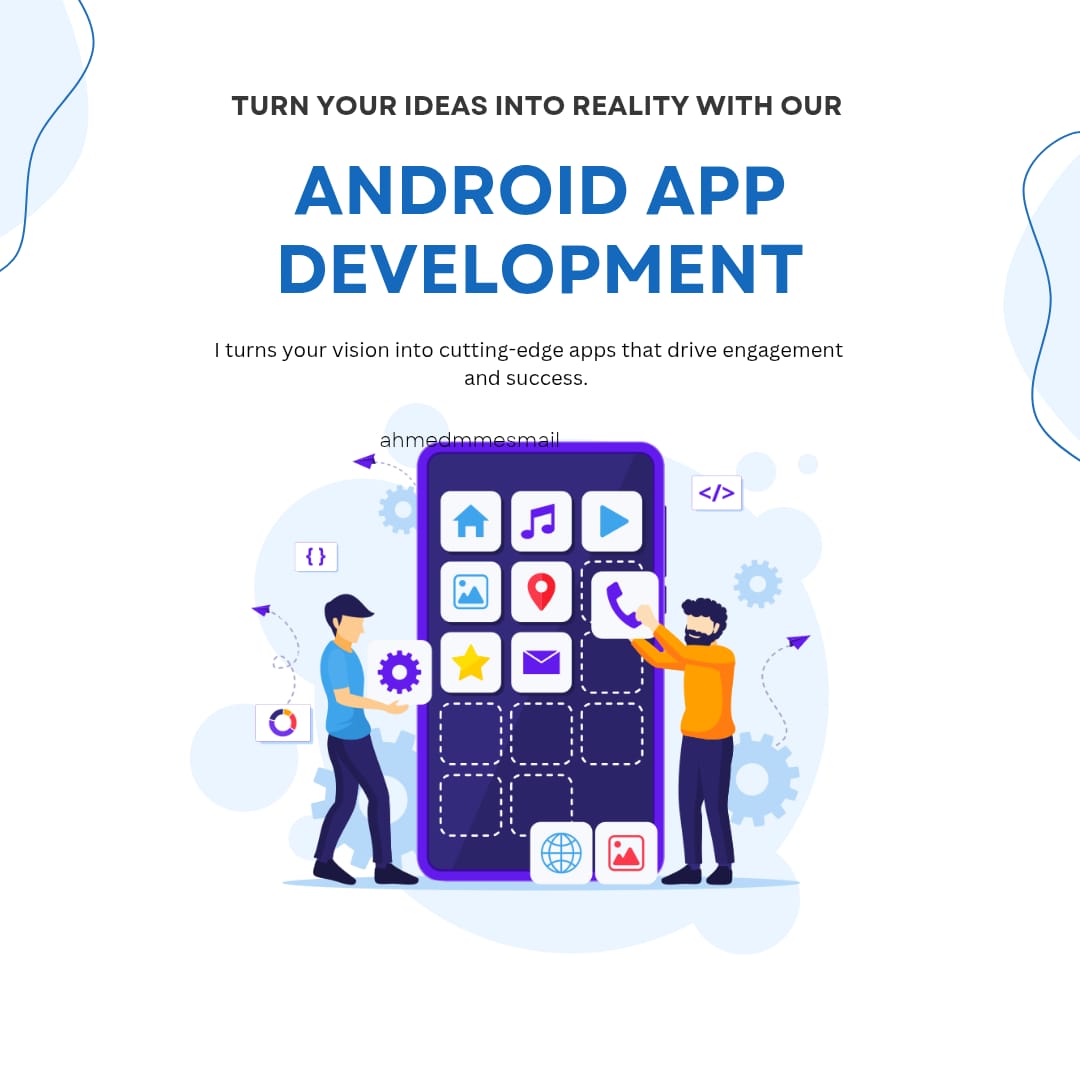 TURN YOUR IDEAS INTO REALITY WITH OUR
ANDROID APP
DEVELOPMENT
I turns your vision into cutting-edge apps that drive engagement
and success.
ahmedmmesmail
</>
{ }